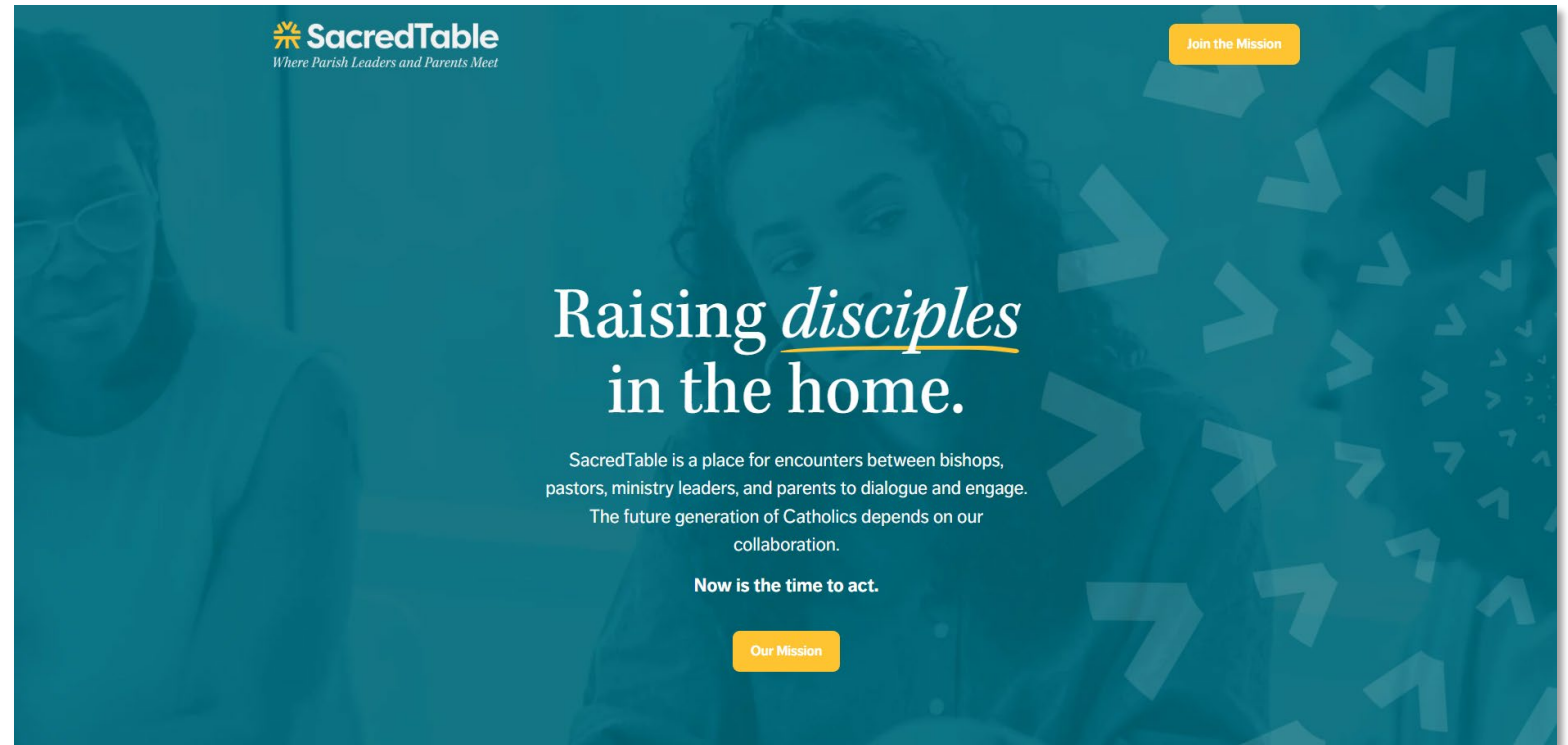 SacredTable
Where Parish Leaders and Parents Meet
Join the Mission
Raising disciples
in the home.
SacredTable is a place for encounters between bishops,
pastors, ministry leaders, and parents to dialogue and engage.
The future generation of Catholics depends on our
collaboration.
Now is the time to act.
Our Mission